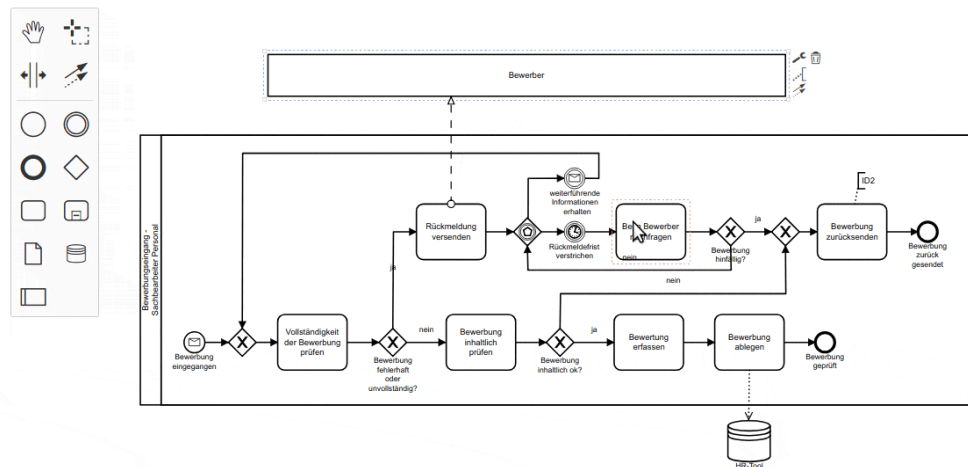 Bewerber
Bewerbungseingang -
Sachbearbeiter Personal
weiterführende
Informationen
erhalten
ID2
Rückmeldung
versenden
Rückmeldefrist
verstrichen
Bewerber
nein
Bewerbung
hinfällig?
ja
Bewerbung
zurücksenden
Bewerbung
zurück
gesendet
ja
nein
Bewerbung
eingegangen
Vollständigkeit
der Bewerbung
prüfen
Bewerbung
fehlerhaft
oder
unvollständig?
nein
Bewerbung
inhaltlich
prüfen
Bewerbung
inhaltlich ok?
ja
Bewertung
erfassen
Bewerbung
ablegen
Bewerbung
geprüft
HR-Tool